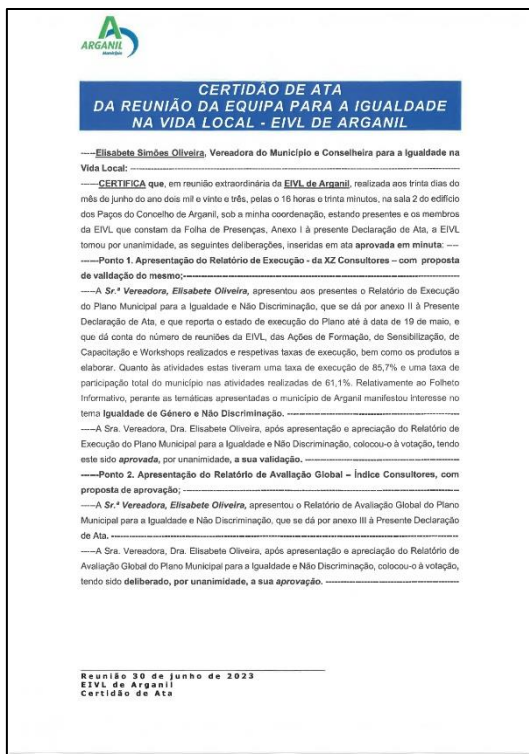 ARGANIL
Município
CERTIDÃO DE ATA
DA REUNIÃO DA EQUIPA PARA A IGUALDADE
NA VIDA LOCAL - EIVL DE ARGANIL
-----Elisabete Simões Oliveira, Vereadora do Município e Conselheira para a Igualdade na
Vida Local: -----
-----CERTIFICA que, em reunião extraordinária da EIVL de Arganil, realizada aos trinta dias do
mês de junho do ano dois mil e vinte e três, pelas o 16 horas e trinta minutos, na sala 2 do edifício
dos Paços do Concelho de Arganil, sob a minha coordenação, estando presentes e os membros
da EIVL que constam da Folha de Presenças, Anexo I à presente Declaração de Ata, a EIVL
tomou por unanimidade, as seguintes deliberações, inseridas em ata aprovada em minuta: ----
-----Ponto 1. Apresentação do Relatório de Execução - da XZ Consultores – com proposta
de validação do mesmo;-----
-----A Sr.ª Vereadora, Elisabete Oliveira, apresentou aos presentes o Relatório de Execução
do Plano Municipal para a Igualdade e Não Discriminação, que se dá por anexo II à Presente
Declaração de Ata, e que reporta o estado de execução do Plano até à data de 19 de maio, e
que dá conta do número de reuniões da EIVL, das Ações de Formação, de Sensibilização, de
Capacitação e Workshops realizados e respetivas taxas de execução, bem como os produtos a
elaborar. Quanto às atividades estas tiveram uma taxa de execução de 85,7% e uma taxa de
participação total do município nas atividades realizadas de 61,1%. Relativamente ao Folheto
Informativo, perante as temáticas apresentadas o município de Arganil manifestou interesse no
tema Igualdade de Género e Não Discriminação. -----
-----A Sra. Vereadora, Dra. Elisabete Oliveira, após apresentação e apreciação do Relatório de
Execução do Plano Municipal para a Igualdade e Não Discriminação, colocou-o à votação, tendo
este sido aprovada, por unanimidade, a sua validação. -----
-----Ponto 2. Apresentação do Relatório de Avaliação Global – Índice Consultores, com
proposta de aprovação; -----
-----A Sr.ª Vereadora, Elisabete Oliveira, apresentou o Relatório de Avaliação Global do Plano
Municipal para a Igualdade e Não Discriminação, que se dá por anexo III à Presente Declaração
de Ata. -----
-----A Sra. Vereadora, Dra. Elisabete Oliveira, após apresentação e apreciação do Relatório de
Avaliação Global do Plano Municipal para a Igualdade e Não Discriminação, colocou-o à votação,
tendo sido deliberado, por unanimidade, a sua aprovação. -----
Reunião 30 de junho de 2023
EIVL de Arganil
Certidão de Ata